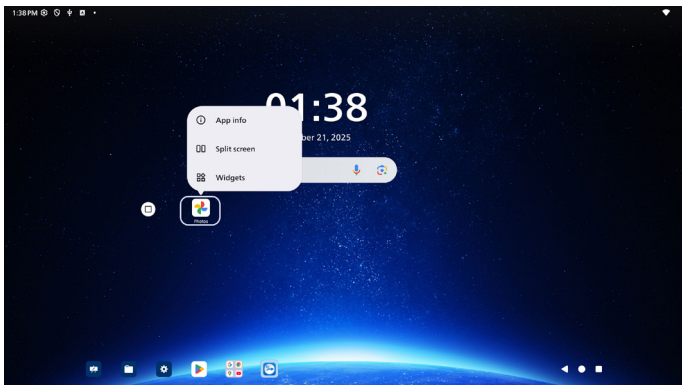 1:38 PM
01:38
ber 21, 2025
App info
Split screen
Widgets
Photos